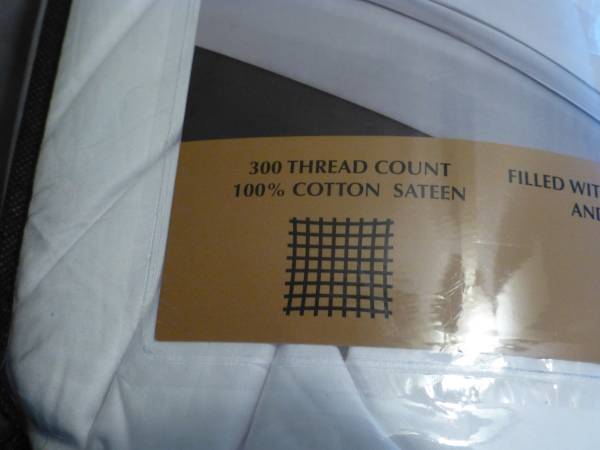 300 THREAD COUNT
100% COTTON SATEEN
FILLED WIT
AND